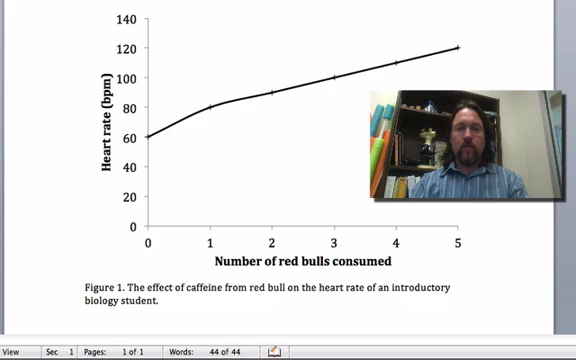 140
120
100
80
60
40
20
0
Heart rate (bpm)
0 1 2 3 4 5
Number of red bulls consumed
Figure 1. The effect of caffeine from red bull on the heart rate of an introductory
biology student.
View Sec 1 Pages: 1 of 1 Words: 44 of 44